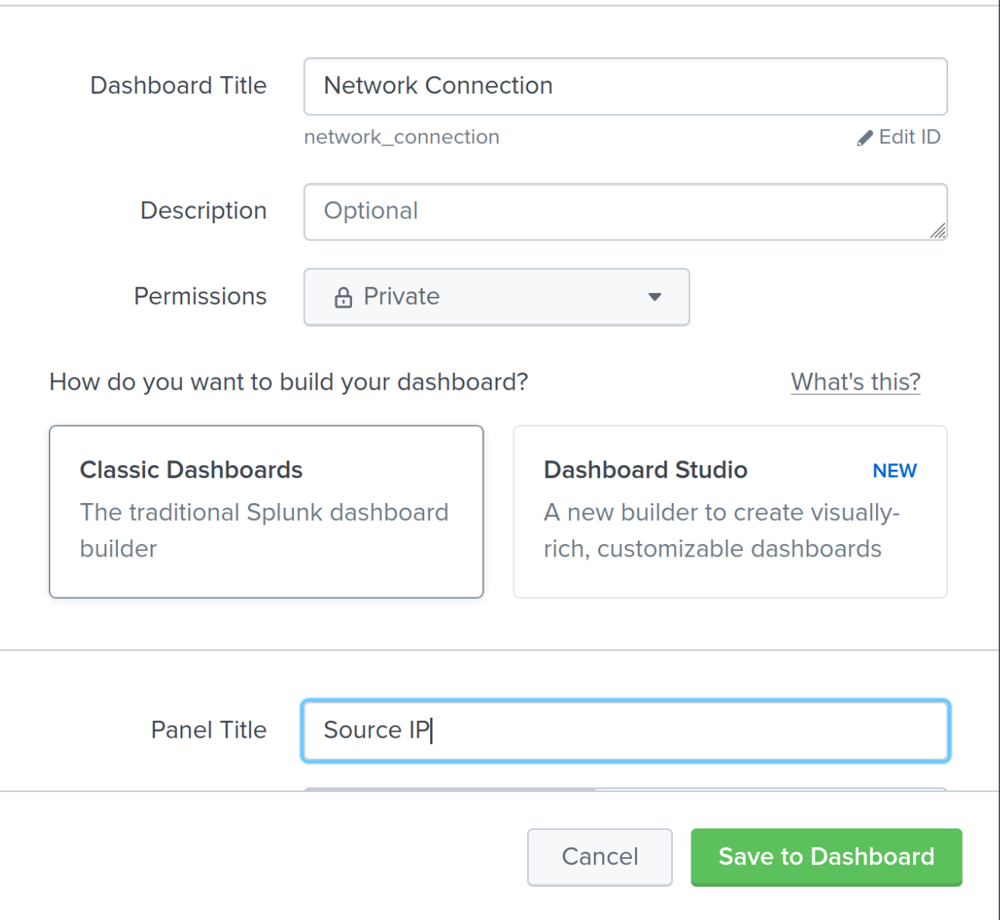 Dashboard Title
Network Connection
network_connection
Edit ID
Description
Optional
Permissions
Private
How do you want to build your dashboard?
What's this?
Classic Dashboards
The traditional Splunk dashboard
builder
Dashboard Studio
NEW
A new builder to create visually-
rich, customizable dashboards
Panel Title
Source IP
Cancel
Save to Dashboard